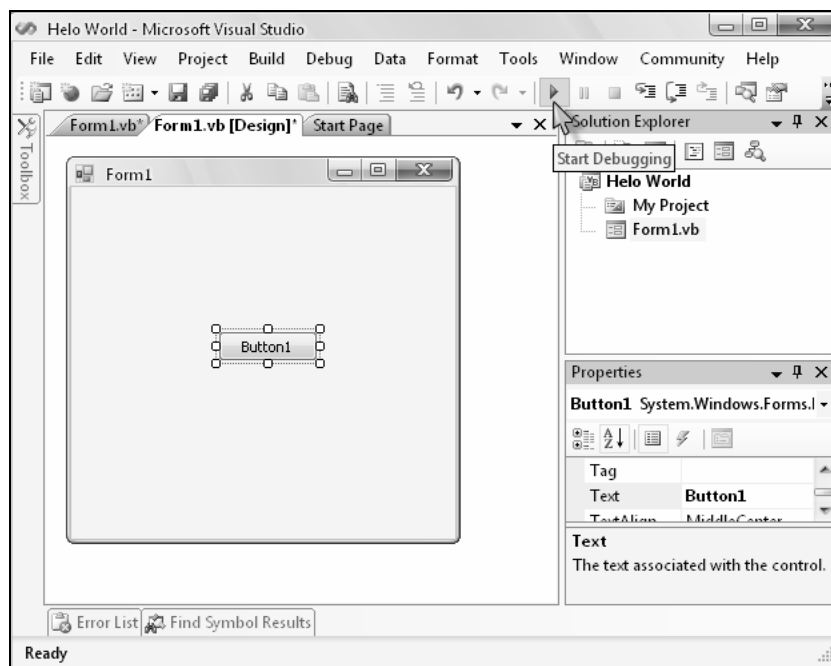 Helo World - Microsoft Visual Studio
File Edit View Project Build Debug Data Format Tools Window Community Help
Form1.vb* Form1.vb [Design]* Start Page
Solution Explorer
Toolbox
Start Debugging
Form1
Helo World
My Project
Form1.vb
Button1
Properties
Button1 System.Windows.Forms.
Tag
Text Button1
TextAlign MiddleCenter
Text
The text associated with the control.
Error List Find Symbol Results
Ready